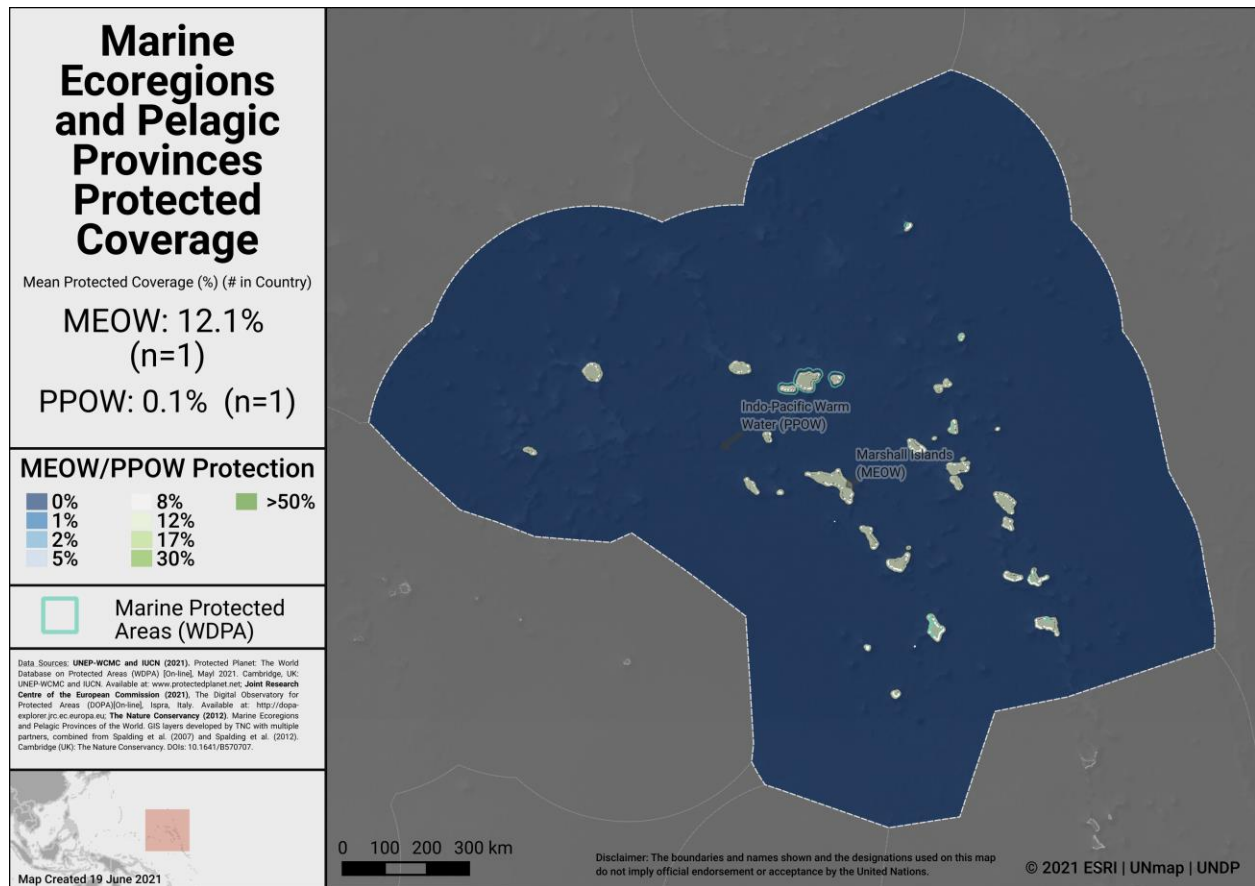 Marine
Ecoregions
and Pelagic
Provinces
Protected
Coverage
Mean Protected Coverage (%) (# in Country)
MEOW: 12.1%
(n=1)
PPOW: 0.1% (n=1)
MEOW/PPOW Protection
0%
1%
2%
5%
8%
12%
17%
30%
>50%
Marine Protected
Areas (WDPA)
Data Sources: UNEP-WCMC and IUCN (2021). Protected Planet: The World
Database on Protected Areas (WDPA) [On-line], Mayl 2021. Cambridge, UK:
UNEP-WCMC and IUCN. Available at: www.protectedplanet.net; Joint Research
Centre of the European Commission (2021), The Digital Observatory for
Protected Areas (DOPA)[On-line], Ispra, Italy. Available at: http://dopa-
explorer.jrc.ec.europa.eu; The Nature Conservancy (2012). Marine Ecoregions
and Pelagic Provinces of the World. GIS layers developed by TNC with multiple
partners, combined from Spalding et al. (2007) and Spalding et al. (2012).
Cambridge (UK): The Nature Conservancy. DOIs: 10.1641/B570707.
Map Created 19 June 2021
Indo-Pacific Warm
Water (PPOW)
Marshall Islands
(MEOW)
0 100 200 300 km
Disclaimer: The boundaries and names shown and the designations used on this map
do not imply official endorsement or acceptance by the United Nations.
© 2021 ESRI | UNmap | UNDP